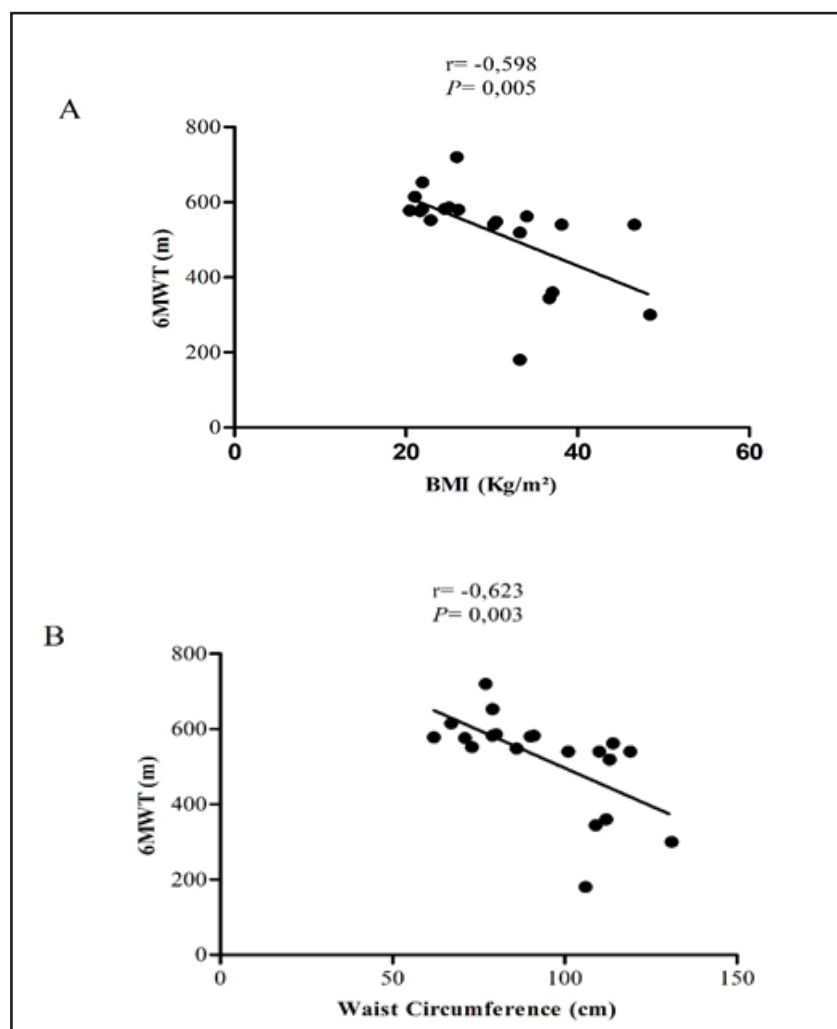 r= -0,598
P= 0,005
A
800
600
400
200
0
6MWT (m)
0 20 40 60
BMI (Kg/m²)
r= -0,623
P= 0,003
B
800
600
400
200
0
6MWT (m)
0 50 100 150
Waist Circumference (cm)